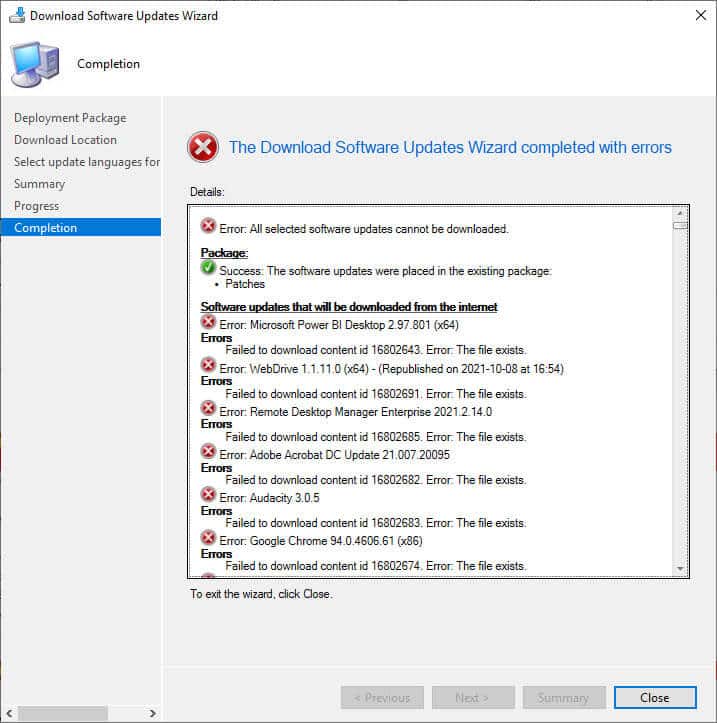 Download Software Updates Wizard
Completion
Deployment Package
Download Location
Select update languages for
Summary
Progress
Completion
The Download Software Updates Wizard completed with errors
Details:
Error: All selected software updates cannot be downloaded.
Package:
Success: The software updates were placed in the existing package:
• Patches
Software updates that will be downloaded from the internet
Error: Microsoft Power BI Desktop 2.97.801 (x64)
Errors
Failed to download content id 16802643. Error: The file exists.
Error: WebDrive 1.1.11.0 (x64) - (Republished on 2021-10-08 at 16:54)
Errors
Failed to download content id 16802691. Error: The file exists.
Error: Remote Desktop Manager Enterprise 2021.2.14.0
Errors
Failed to download content id 16802685. Error: The file exists.
Error: Adobe Acrobat DC Update 21.007.20095
Errors
Failed to download content id 16802682. Error: The file exists.
Error: Audacity 3.0.5
Errors
Failed to download content id 16802683. Error: The file exists.
Error: Google Chrome 94.0.4606.61 (x86)
Errors
Failed to download content id 16802674. Error: The file exists.
To exit the wizard, click Close.
< Previous
Next >
Summary
Close